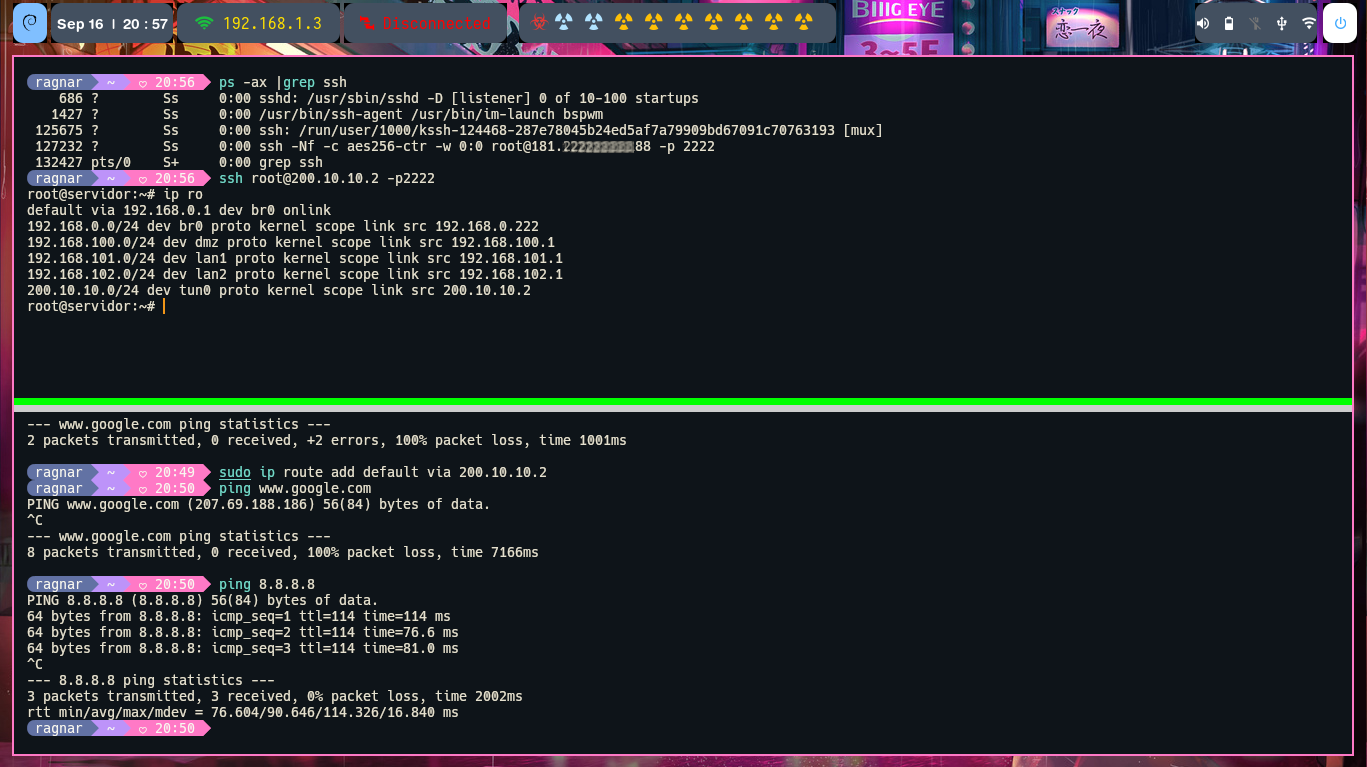 Sep 16 | 20:57
192.168.1.3
Disconnected
BIIIG EYE
3~5F
スナック
恋一夜
ragnar ~ 20:56 ps -ax |grep ssh
686 ? Ss 0:00 sshd: /usr/sbin/sshd -D [listener] 0 of 10-100 startups
1427 ? Ss 0:00 /usr/bin/ssh-agent /usr/bin/im-launch bspwm
125675 ? Ss 0:00 ssh: /run/user/1000/kssh-124468-287e78045b24ed5af7a79909bd67091c70763193 [mux]
127232 ? Ss 0:00 ssh -Nf -c aes256-ctr -w 0:0 root@181. 88 -p 2222
132427 pts/0 S+ 0:00 grep ssh
ragnar ~ 20:56 ssh root@200.10.10.2 -p2222
root@servidor:~# ip ro
default via 192.168.0.1 dev br0 onlink
192.168.0.0/24 dev br0 proto kernel scope link src 192.168.0.222
192.168.100.0/24 dev dmz proto kernel scope link src 192.168.100.1
192.168.101.0/24 dev lan1 proto kernel scope link src 192.168.101.1
192.168.102.0/24 dev lan2 proto kernel scope link src 192.168.102.1
200.10.10.0/24 dev tun0 proto kernel scope link src 200.10.10.2
root@servidor:~#
--- www.google.com ping statistics ---
2 packets transmitted, 0 received, +2 errors, 100% packet loss, time 1001ms
ragnar ~ 20:49 sudo ip route add default via 200.10.10.2
ragnar ~ 20:50 ping www.google.com
PING www.google.com (207.69.188.186) 56(84) bytes of data.
^C
--- www.google.com ping statistics ---
8 packets transmitted, 0 received, 100% packet loss, time 7166ms
ragnar ~ 20:50 ping 8.8.8.8
PING 8.8.8.8 (8.8.8.8) 56(84) bytes of data.
64 bytes from 8.8.8.8: icmp_seq=1 ttl=114 time=114 ms
64 bytes from 8.8.8.8: icmp_seq=2 ttl=114 time=76.6 ms
64 bytes from 8.8.8.8: icmp_seq=3 ttl=114 time=81.0 ms
^C
--- 8.8.8.8 ping statistics ---
3 packets transmitted, 3 received, 0% packet loss, time 2002ms
rtt min/avg/max/mdev = 76.604/90.646/114.326/16.840 ms
ragnar ~ 20:50